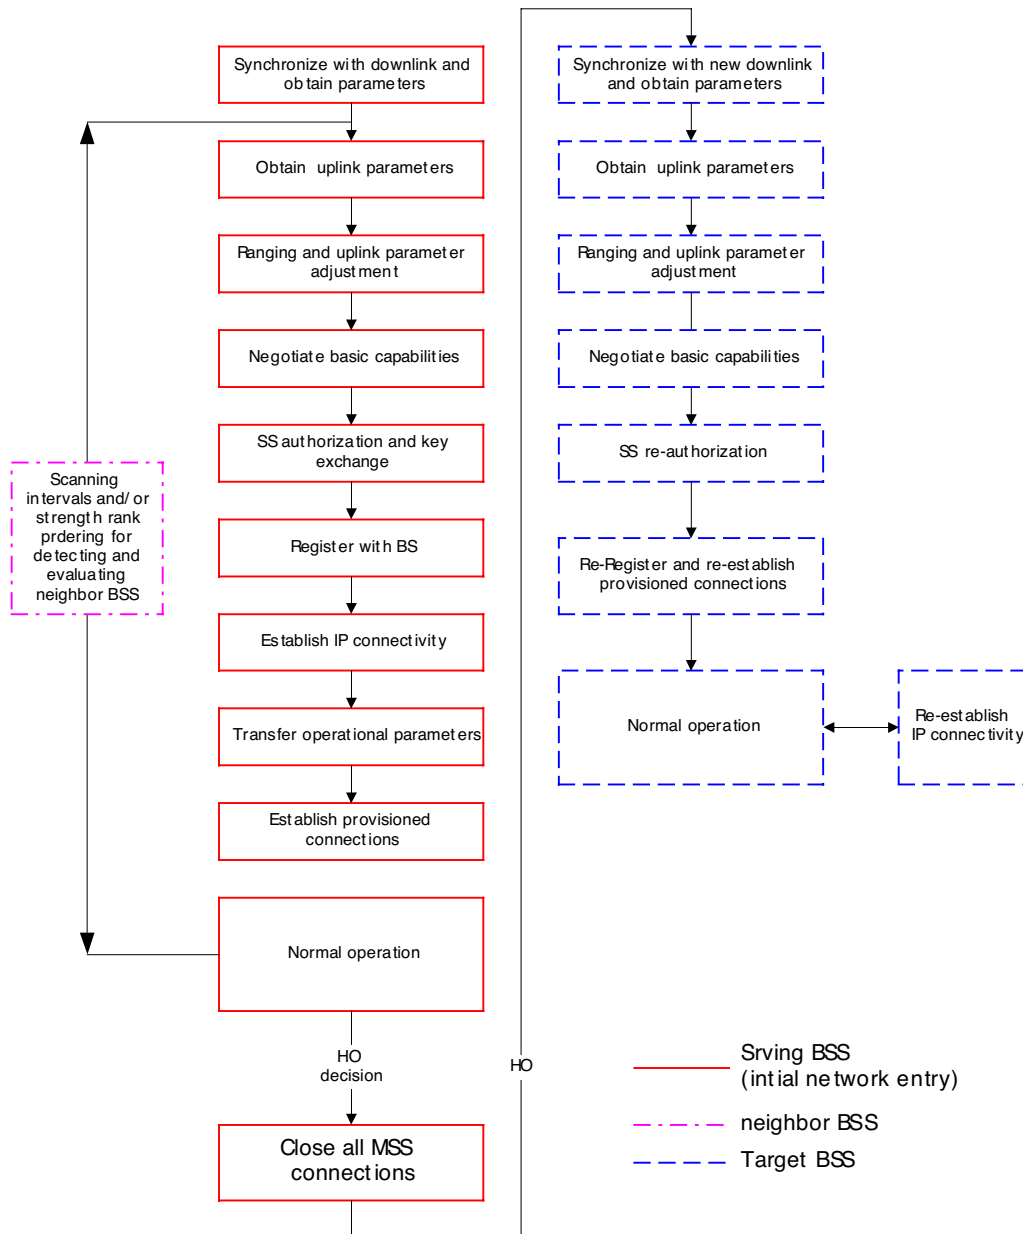 Synchronize with downlink and
obtain parameters
Obtain uplink parameters
Ranging and uplink parameter
adjustment
Negotiate basic capabilities
SS authorization and key
exchange
Register with BS
Establish IP connectivity
Transfer operational parameters
Establish provisioned
connections
Normal operation
HO
decision
Close all MSS
connections
Scanning
intervals and/or
strength rank
prdering for
detecting and
evaluating
neighbor BSS
HO
Synchronize with new downlink
and obtain parameters
Obtain uplink parameters
Ranging and uplink parameter
adjustment
Negotiate basic capabilities
SS re-authorization
Re-Register and re-establish
provisioned connections
Normal operation
Re-establish
IP connectivity
Srving BSS
(intial network entry)
neighbor BSS
Target BSS